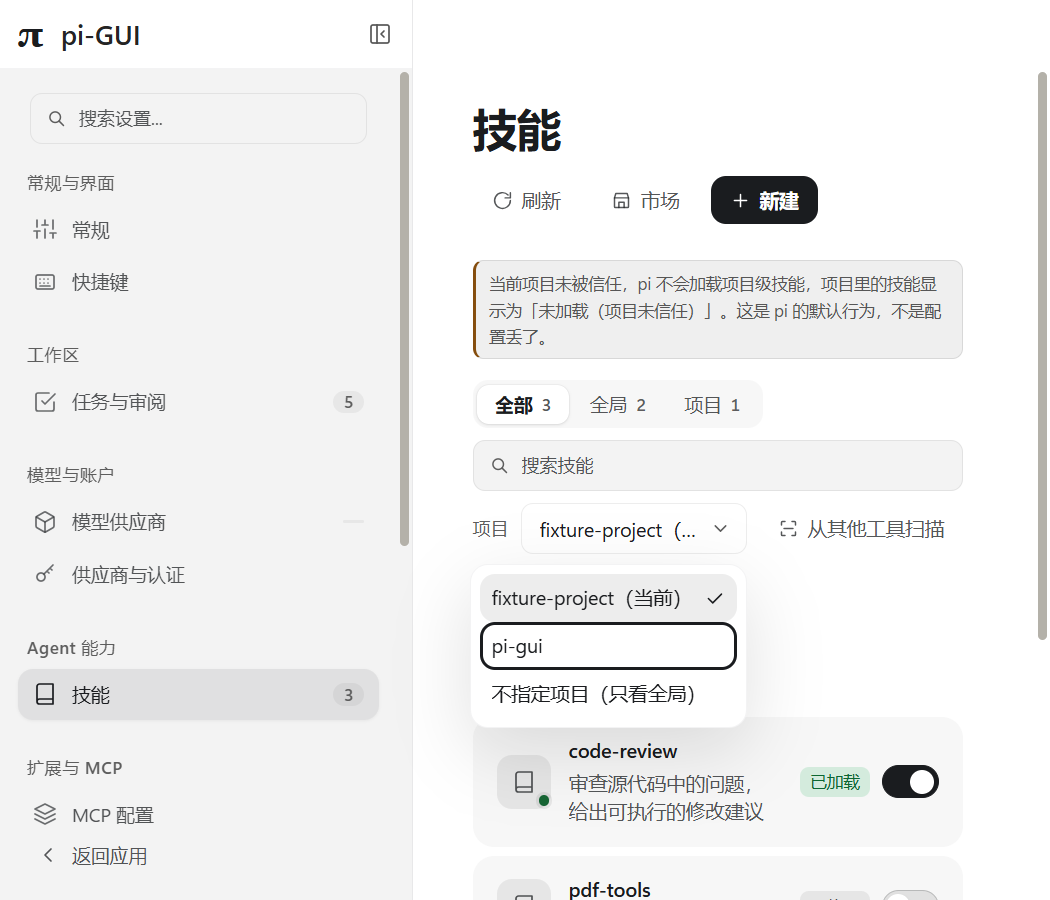 π pi-GUI
搜索设置...
常规与界面
常规
快捷键
工作区
任务与审阅 5
模型与账户
模型供应商
供应商与认证
Agent 能力
技能 3
扩展与 MCP
MCP 配置
返回应用
技能
刷新 市场 + 新建
当前项目未被信任，pi 不会加载项目级技能，项目里的技能显
示为「未加载（项目未信任）」。这是 pi 的默认行为，不是配
置丢了。
全部 3 全局 2 项目 1
搜索技能
项目 fixture-project（... 从其他工具扫描
fixture-project（当前）
pi-gui
不指定项目（只看全局）
code-review
审查源代码中的问题，
给出可执行的修改建议
已加载
pdf-tools